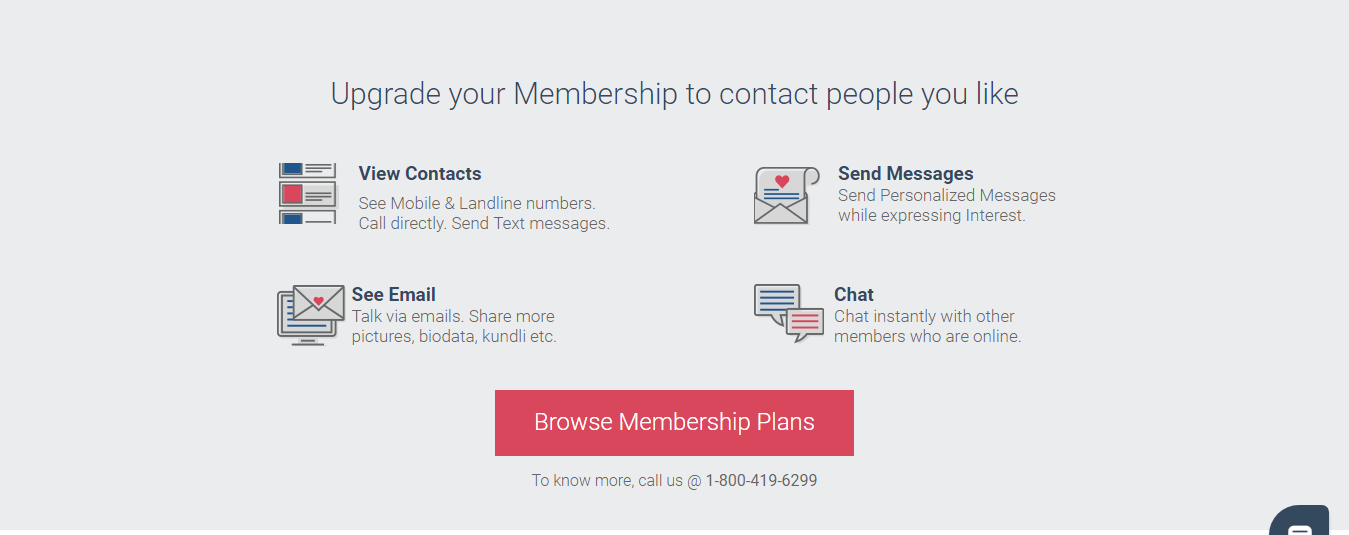 Upgrade your Membership to contact people you like
View Contacts
See Mobile & Landline numbers.
Call directly. Send Text messages.
Send Messages
Send Personalized Messages
while expressing Interest.
See Email
Talk via emails. Share more
pictures, biodata, kundli etc.
Chat
Chat instantly with other
members who are online.
Browse Membership Plans
To know more, call us @ 1-800-419-6299